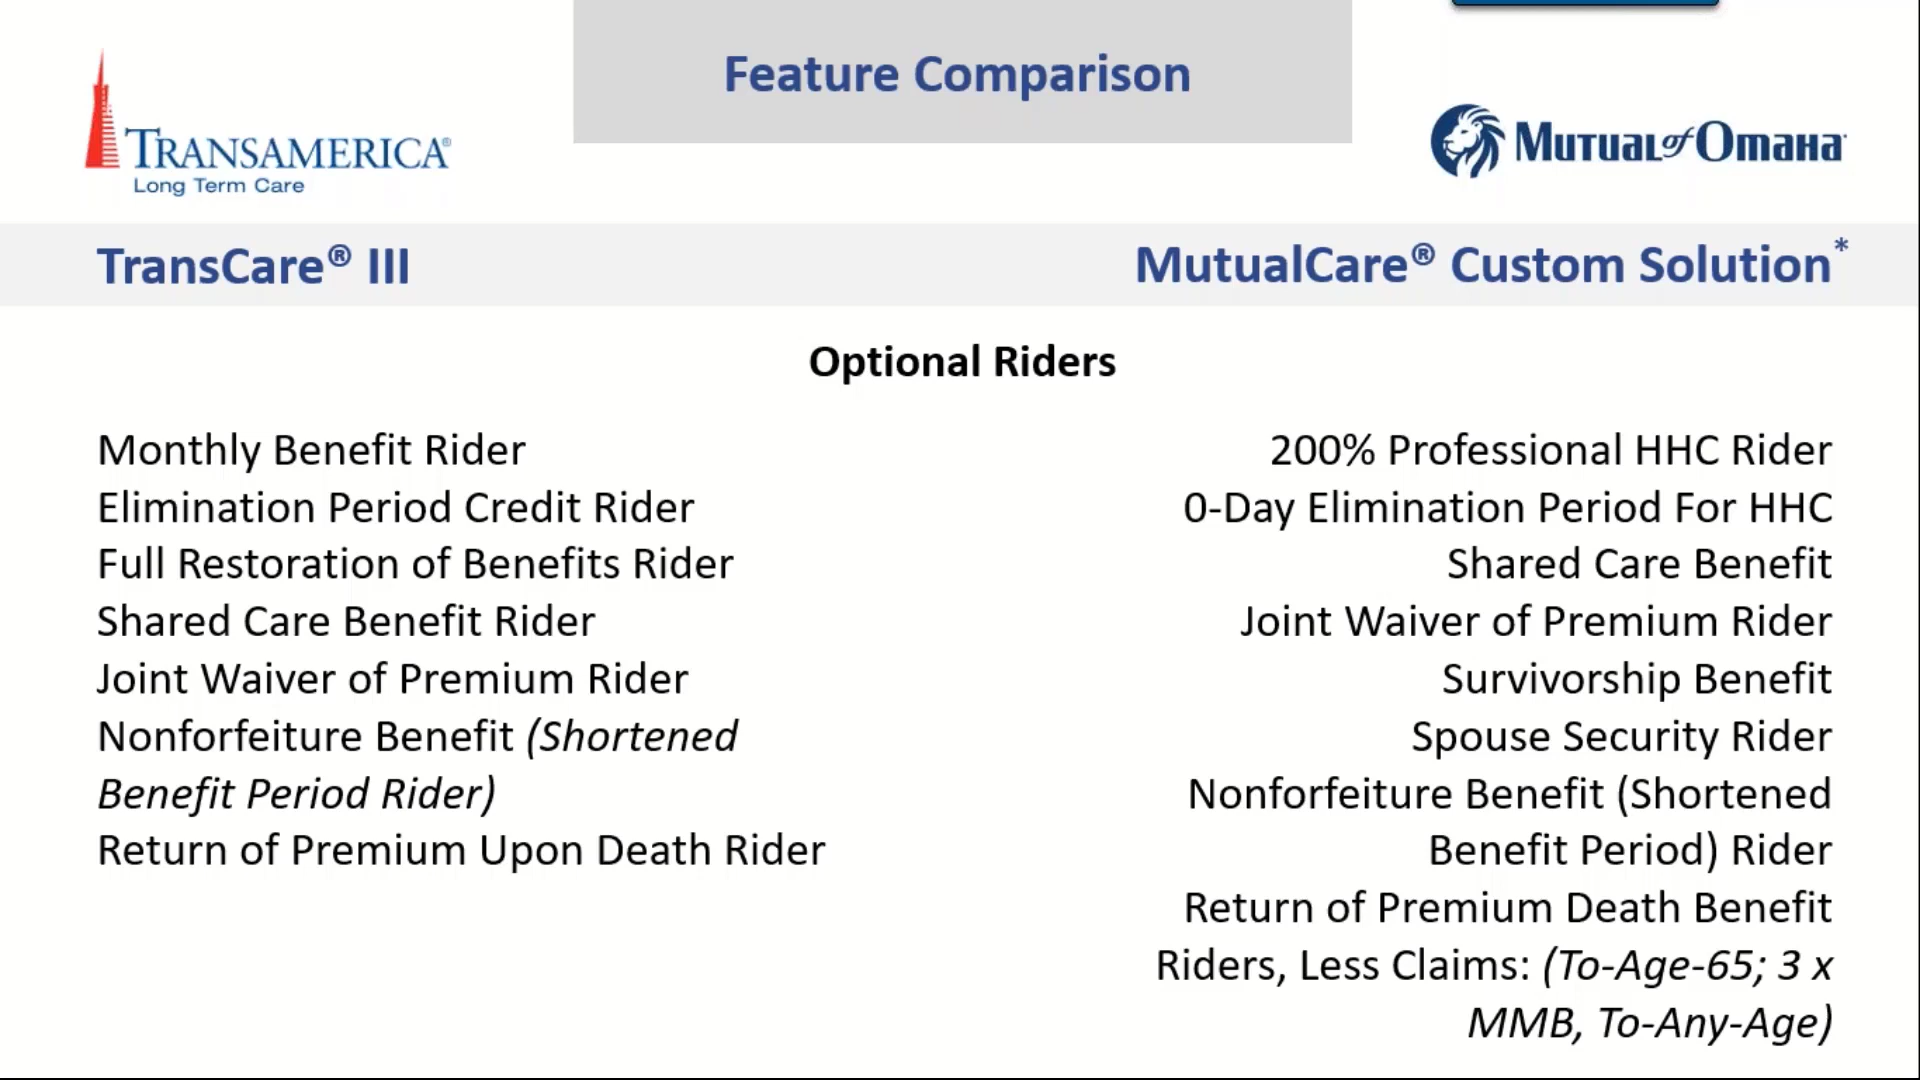 Feature Comparison
TRANSAMERICA®
Long Term Care
Mutual of Omaha
TransCare® III
MutualCare® Custom Solution*
Optional Riders
Monthly Benefit Rider
Elimination Period Credit Rider
Full Restoration of Benefits Rider
Shared Care Benefit Rider
Joint Waiver of Premium Rider
Nonforfeiture Benefit (Shortened
Benefit Period Rider)
Return of Premium Upon Death Rider
200% Professional HHC Rider
0-Day Elimination Period For HHC
Shared Care Benefit
Joint Waiver of Premium Rider
Survivorship Benefit
Spouse Security Rider
Nonforfeiture Benefit (Shortened
Benefit Period) Rider
Return of Premium Death Benefit
Riders, Less Claims: (To-Age-65; 3 x
MMB, To-Any-Age)